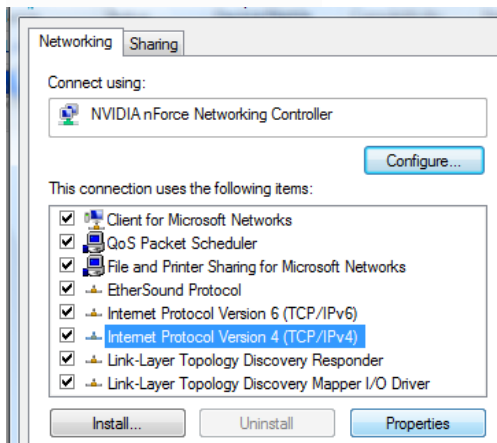 Networking Sharing
Connect using:
NVIDIA nForce Networking Controller
Configure...
This connection uses the following items:
Client for Microsoft Networks
QoS Packet Scheduler
File and Printer Sharing for Microsoft Networks
EtherSound Protocol
Internet Protocol Version 6 (TCP/IPv6)
Internet Protocol Version 4 (TCP/IPv4)
Link-Layer Topology Discovery Responder
Link-Layer Topology Discovery Mapper I/O Driver
Install... Uninstall Properties